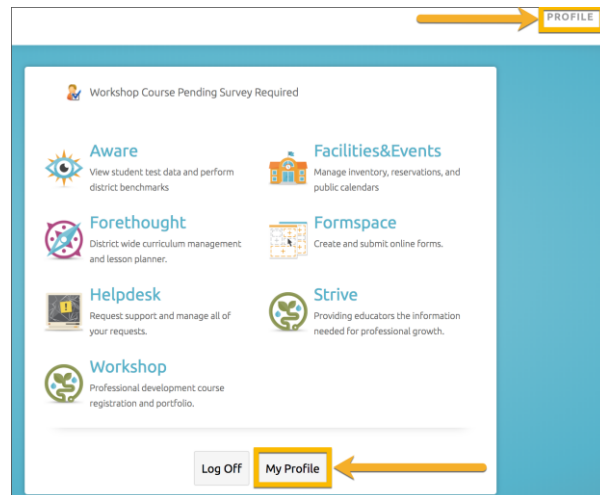 PROFILE
Workshop Course Pending Survey Required
Aware
View student test data and perform
district benchmarks
Facilities&Events
Manage inventory, reservations, and
public calendars
Forethought
District wide curriculum management
and lesson planner.
Formspace
Create and submit online forms.
Helpdesk
Request support and manage all of
your requests.
Strive
Providing educators the information
needed for professional growth.
Workshop
Professional development course
registration and portfolio.
Log Off My Profile